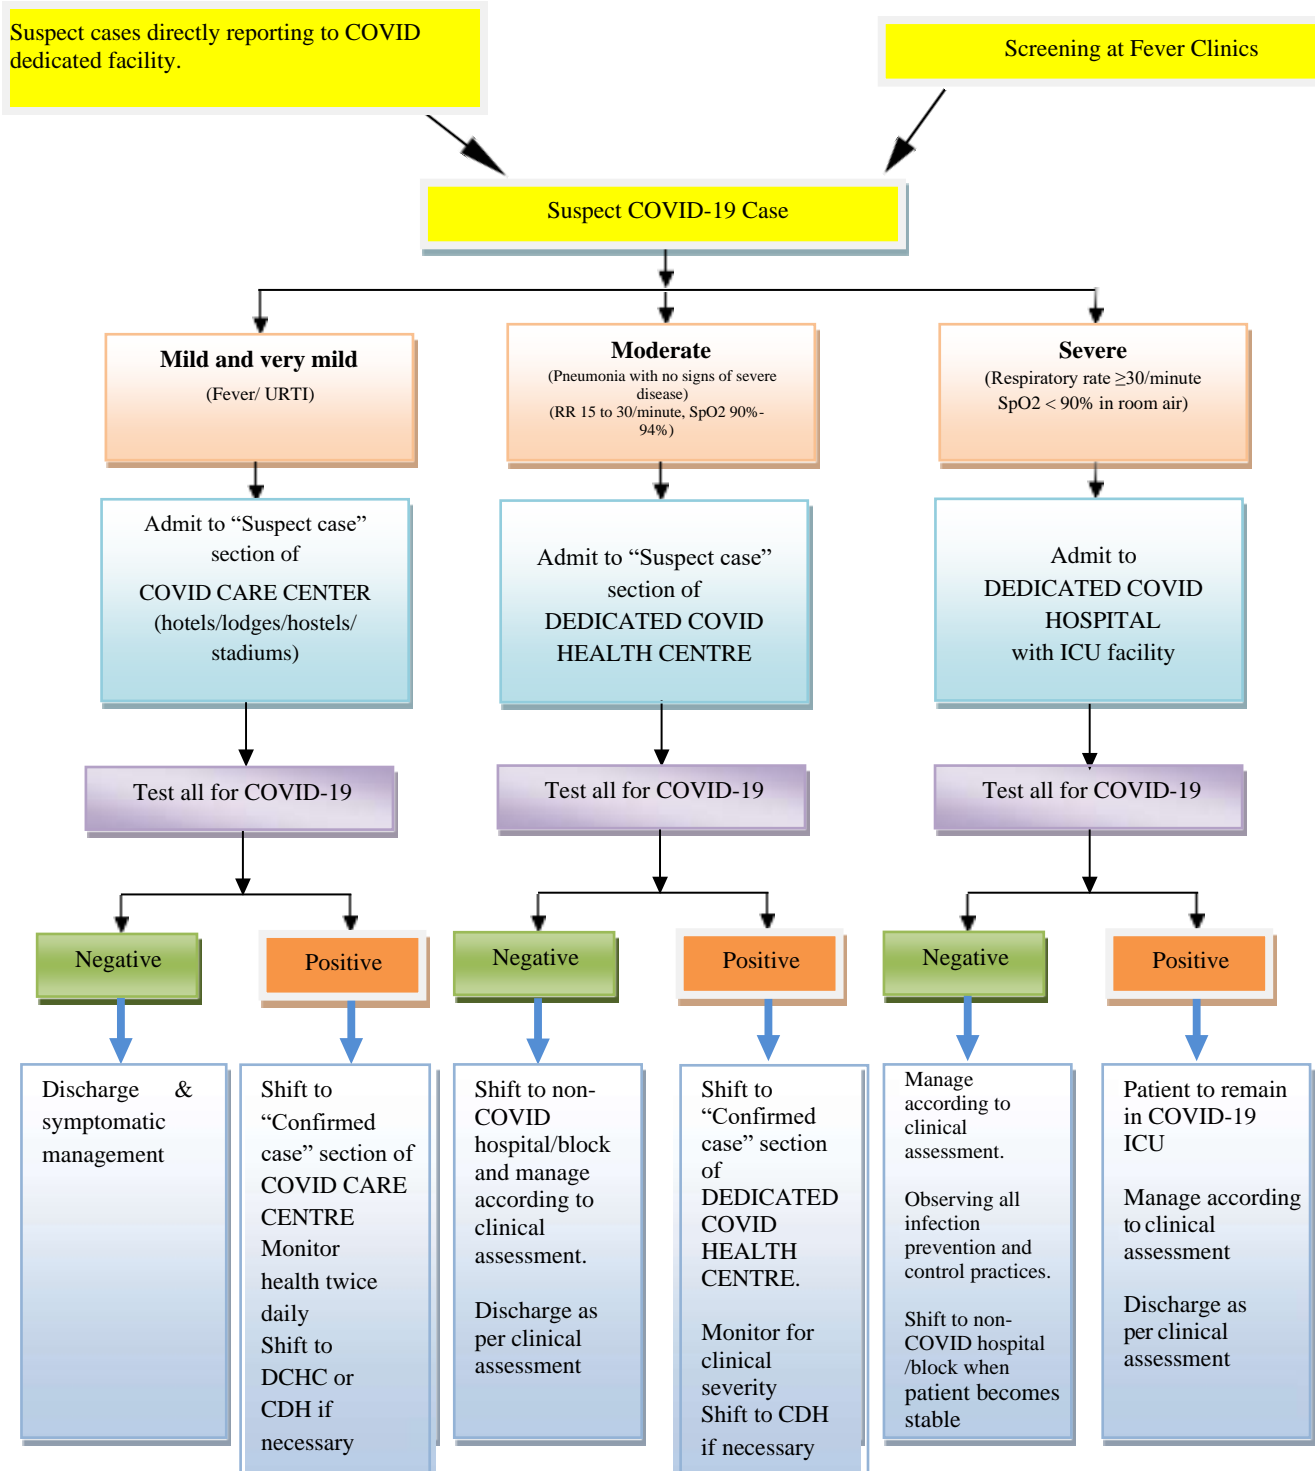 Suspect cases directly reporting to COVID
dedicated facility.
Screening at Fever Clinics
Suspect COVID-19 Case
Mild and very mild
(Fever/ URTI)
Moderate
(Pneumonia with no signs of severe
disease)
(RR 15 to 30/minute, SpO2 90%-
94%)
Severe
(Respiratory rate ≥30/minute
SpO2 < 90% in room air)
Admit to “Suspect case”
section of
COVID CARE CENTER
(hotels/lodges/hostels/
stadiums)
Admit to “Suspect case”
section of
DEDICATED COVID
HEALTH CENTRE
Admit to
DEDICATED COVID
HOSPITAL
with ICU facility
Test all for COVID-19
Test all for COVID-19
Test all for COVID-19
Negative
Positive
Negative
Positive
Negative
Positive
Discharge &
symptomatic
management
Shift to
“Confirmed
case” section of
COVID CARE
CENTRE
Monitor
health twice
daily
Shift to
DCHC or
CDH if
necessary
Shift to non-
COVID
hospital/block
and manage
according to
clinical
assessment.
Discharge as
per clinical
assessment
Shift to
“Confirmed
case” section
of
DEDICATED
COVID
HEALTH
CENTRE.
Monitor for
clinical
severity
Shift to CDH
if necessary
Manage
according to
clinical
assessment.
Observing all
infection
prevention and
control practices.
Shift to non-
COVID hospital
/block when
patient becomes
stable
Patient to remain
in COVID-19
ICU
Manage according
to clinical
assessment
Discharge as
per clinical
assessment